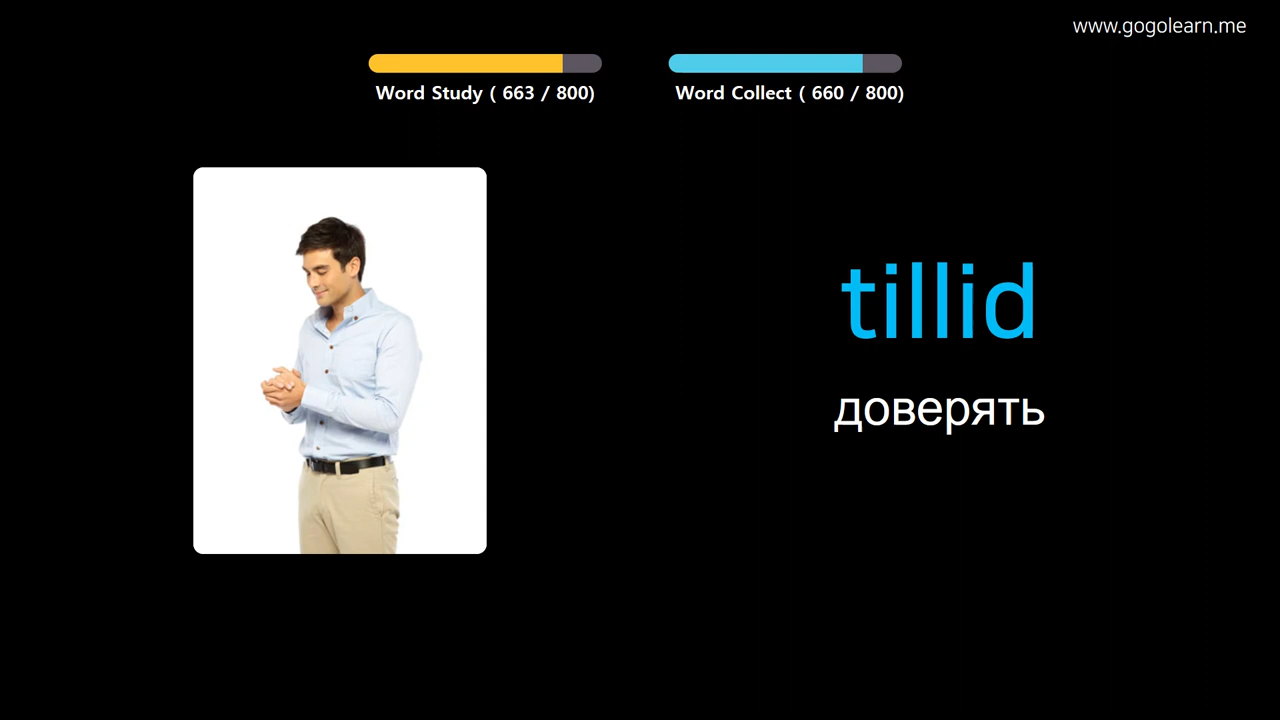 www.gogolearn.me
Word Study ( 663 / 800)
Word Collect ( 660 / 800)
tillid
доверять